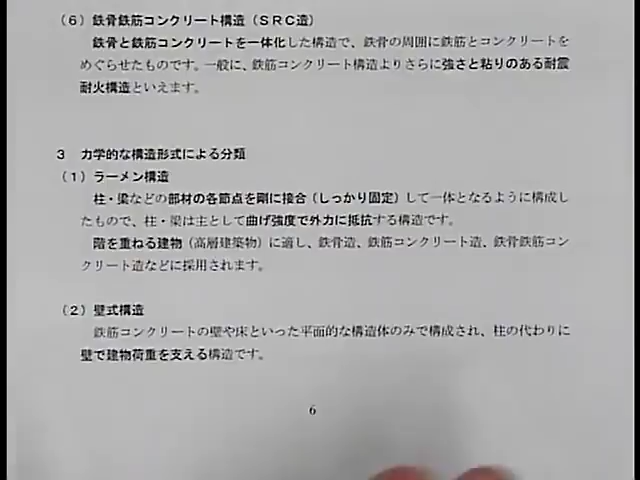 （６）鉄骨鉄筋コンクリート構造（ＳＲＣ造）
鉄骨と鉄筋コンクリートを一体化した構造で、鉄骨の周囲に鉄筋とコンクリートを
めぐらせたものです。一般に、鉄筋コンクリート構造よりさらに強さと粘りのある耐震
耐火構造といえます。
３　力学的な構造形式による分類
（１）ラーメン構造
柱・梁などの部材の各節点を剛に接合（しっかり固定）して一体となるように構成し
たもので、柱・梁は主として曲げ強度で外力に抵抗する構造です。
階を重ねる建物（高層建築物）に適し、鉄骨造、鉄筋コンクリート造、鉄骨鉄筋コン
クリート造などに採用されます。
（２）壁式構造
鉄筋コンクリートの壁や床といった平面的な構造体のみで構成され、柱の代わりに
壁で建物荷重を支える構造です。
6